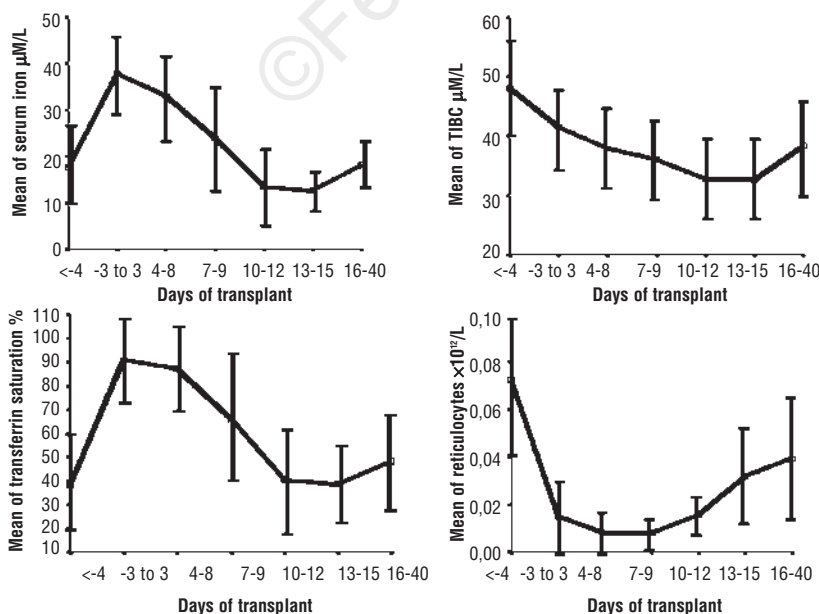 ©Fe
Mean of serum iron µM/L
50
40
30
20
10
0
<-4 -3 to 3 4-8 7-9 10-12 13-15 16-40
Days of transplant
Mean of TIBC µM/L
60
50
40
30
20
<-4 -3 to 3 4-8 7-9 10-12 13-15 16-40
Days of transplant
Mean of transferrin saturation %
110
100
90
80
70
60
50
40
30
20
10
<-4 -3 to 3 4-8 7-9 10-12 13-15 16-40
Days of transplant
Mean of reticulocytes ×10¹²/L
0,10
0,08
0,06
0,04
0,02
0,00
<-4 -3 to 3 4-8 7-9 10-12 13-15 16-40
Days of transplant